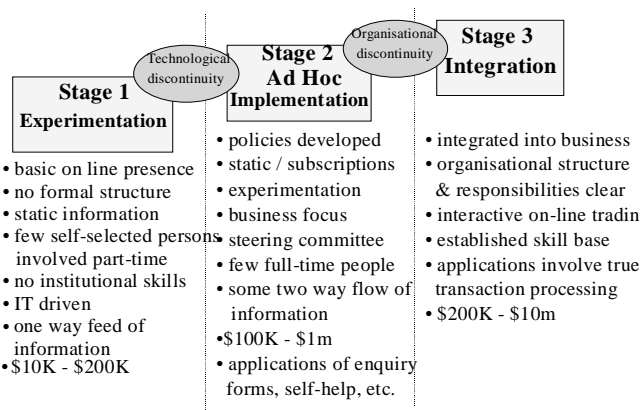 Stage 1
Experimentation
• basic on line presence
• no formal structure
• static information
• few self-selected persons
involved part-time
• no institutional skills
• IT driven
• one way feed of
information
• $10K - $200K
Technological
discontinuity
Stage 2
Ad Hoc
Implementation
• policies developed
• static / subscriptions
• experimentation
• business focus
• steering committee
• few full-time people
• some two way flow of
information
•$100K - $1m
• applications of enquiry
forms, self-help, etc.
Organisational
discontinuity
Stage 3
Integration
• integrated into business
• organisational structure
& responsibilities clear
• interactive on-line tradin
• established skill base
• applications involve true
transaction processing
• $200K - $10m